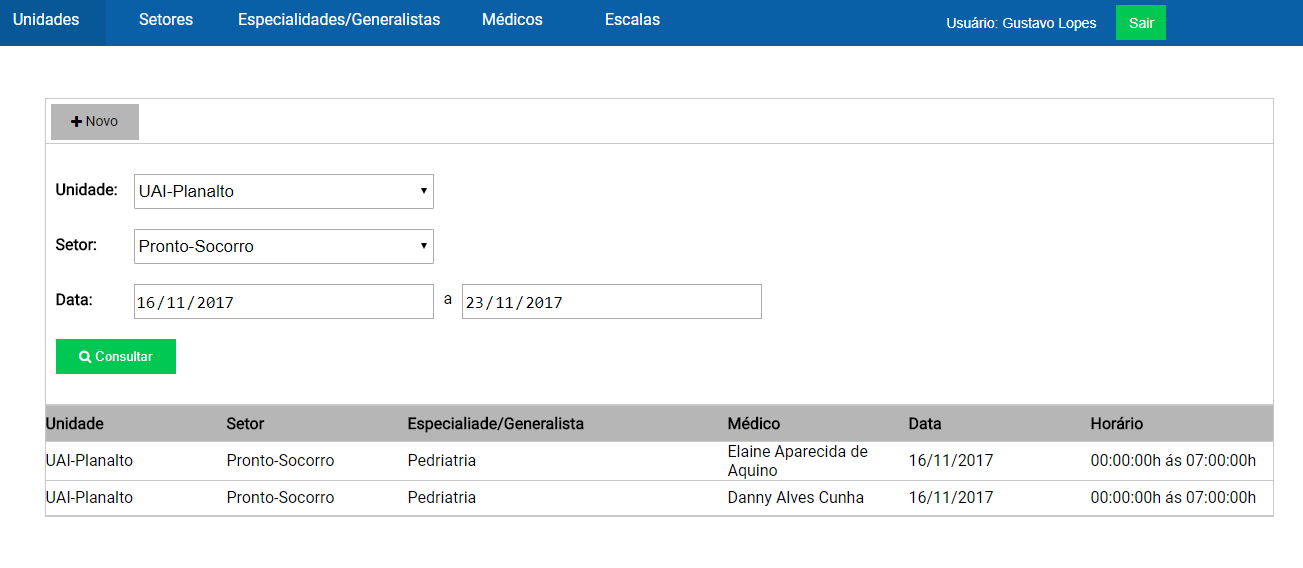 Unidades Setores Especialidades/Generalistas Médicos Escalas Usuário: Gustavo Lopes Sair
Novo
Unidade: UAI-Planalto
Setor: Pronto-Socorro
Data: 16/11/2017 a 23/11/2017
Consultar
Unidade Setor Especialiade/Generalista Médico Data Horário
UAI-Planalto Pronto-Socorro Pedriatria Elaine Aparecida de Aquino 16/11/2017 00:00:00h ás 07:00:00h
UAI-Planalto Pronto-Socorro Pedriatria Danny Alves Cunha 16/11/2017 00:00:00h ás 07:00:00h